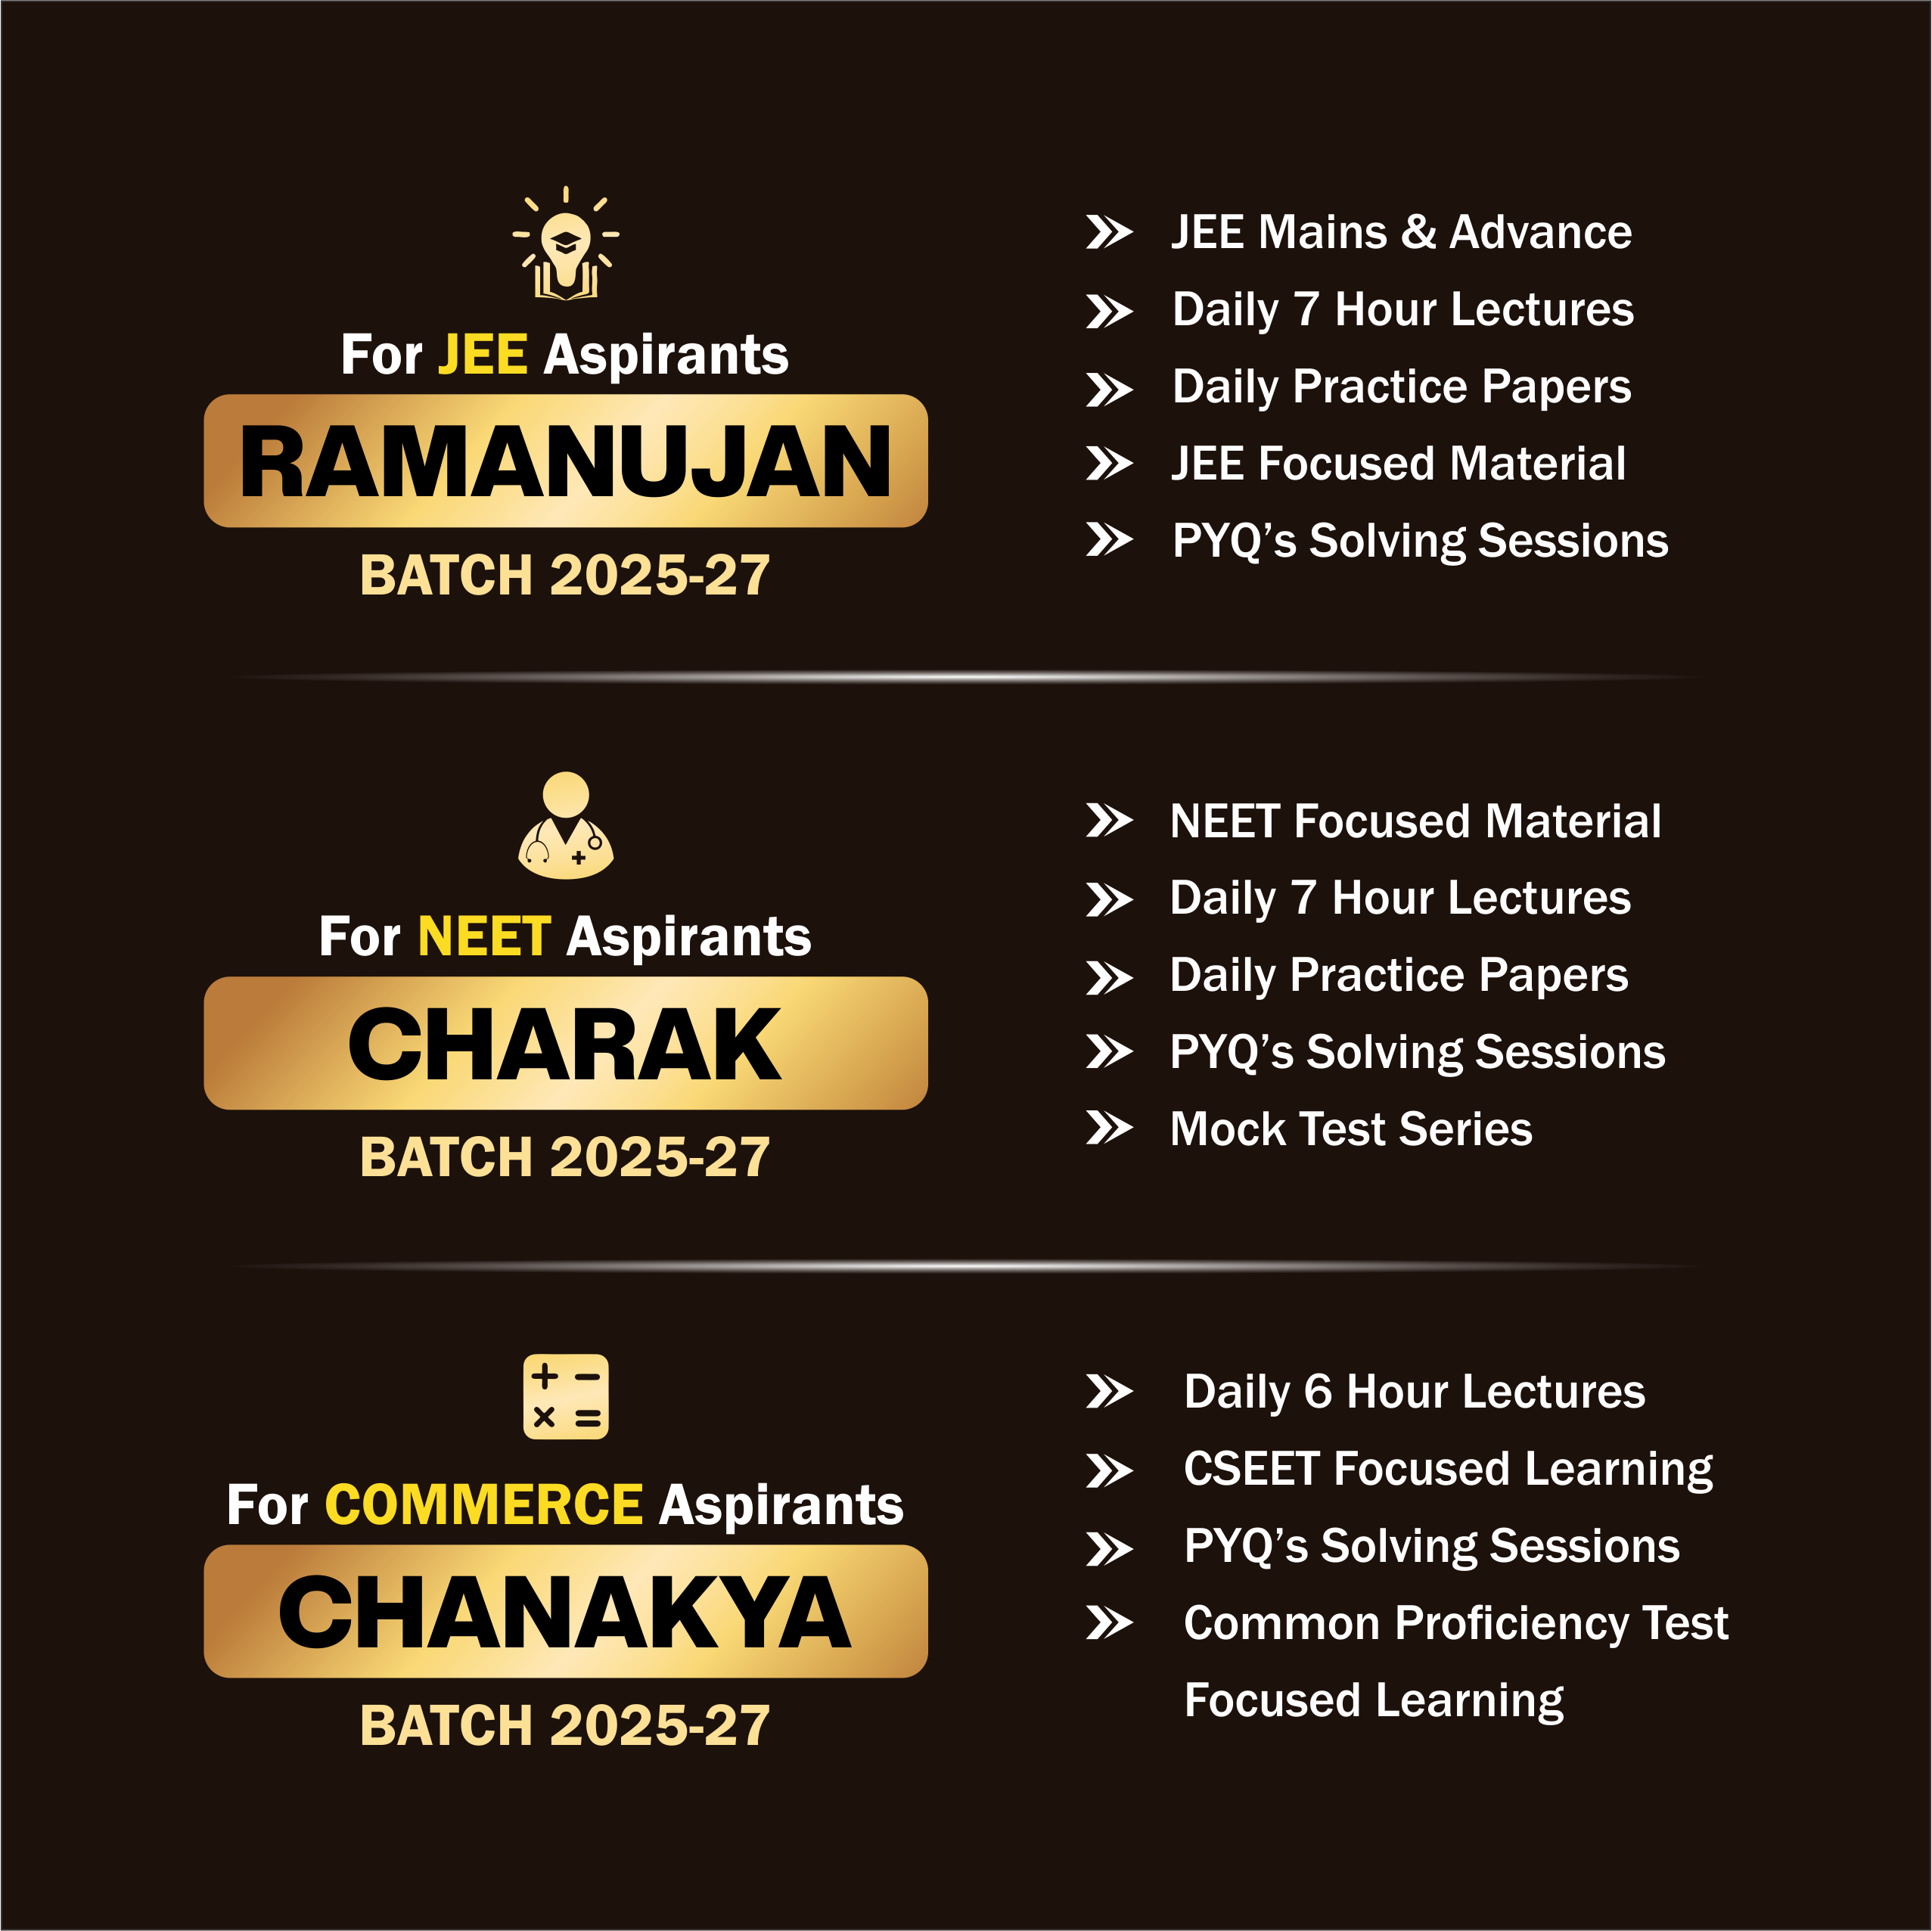 For JEE Aspirants
RAMANUJAN
BATCH 2025-27
JEE Mains & Advance
Daily 7 Hour Lectures
Daily Practice Papers
JEE Focused Material
PYQ’s Solving Sessions
For NEET Aspirants
CHARAK
BATCH 2025-27
NEET Focused Material
Daily 7 Hour Lectures
Daily Practice Papers
PYQ’s Solving Sessions
Mock Test Series
For COMMERCE Aspirants
CHANAKYA
BATCH 2025-27
Daily 6 Hour Lectures
CSEET Focused Learning
PYQ’s Solving Sessions
Common Proficiency Test
Focused Learning